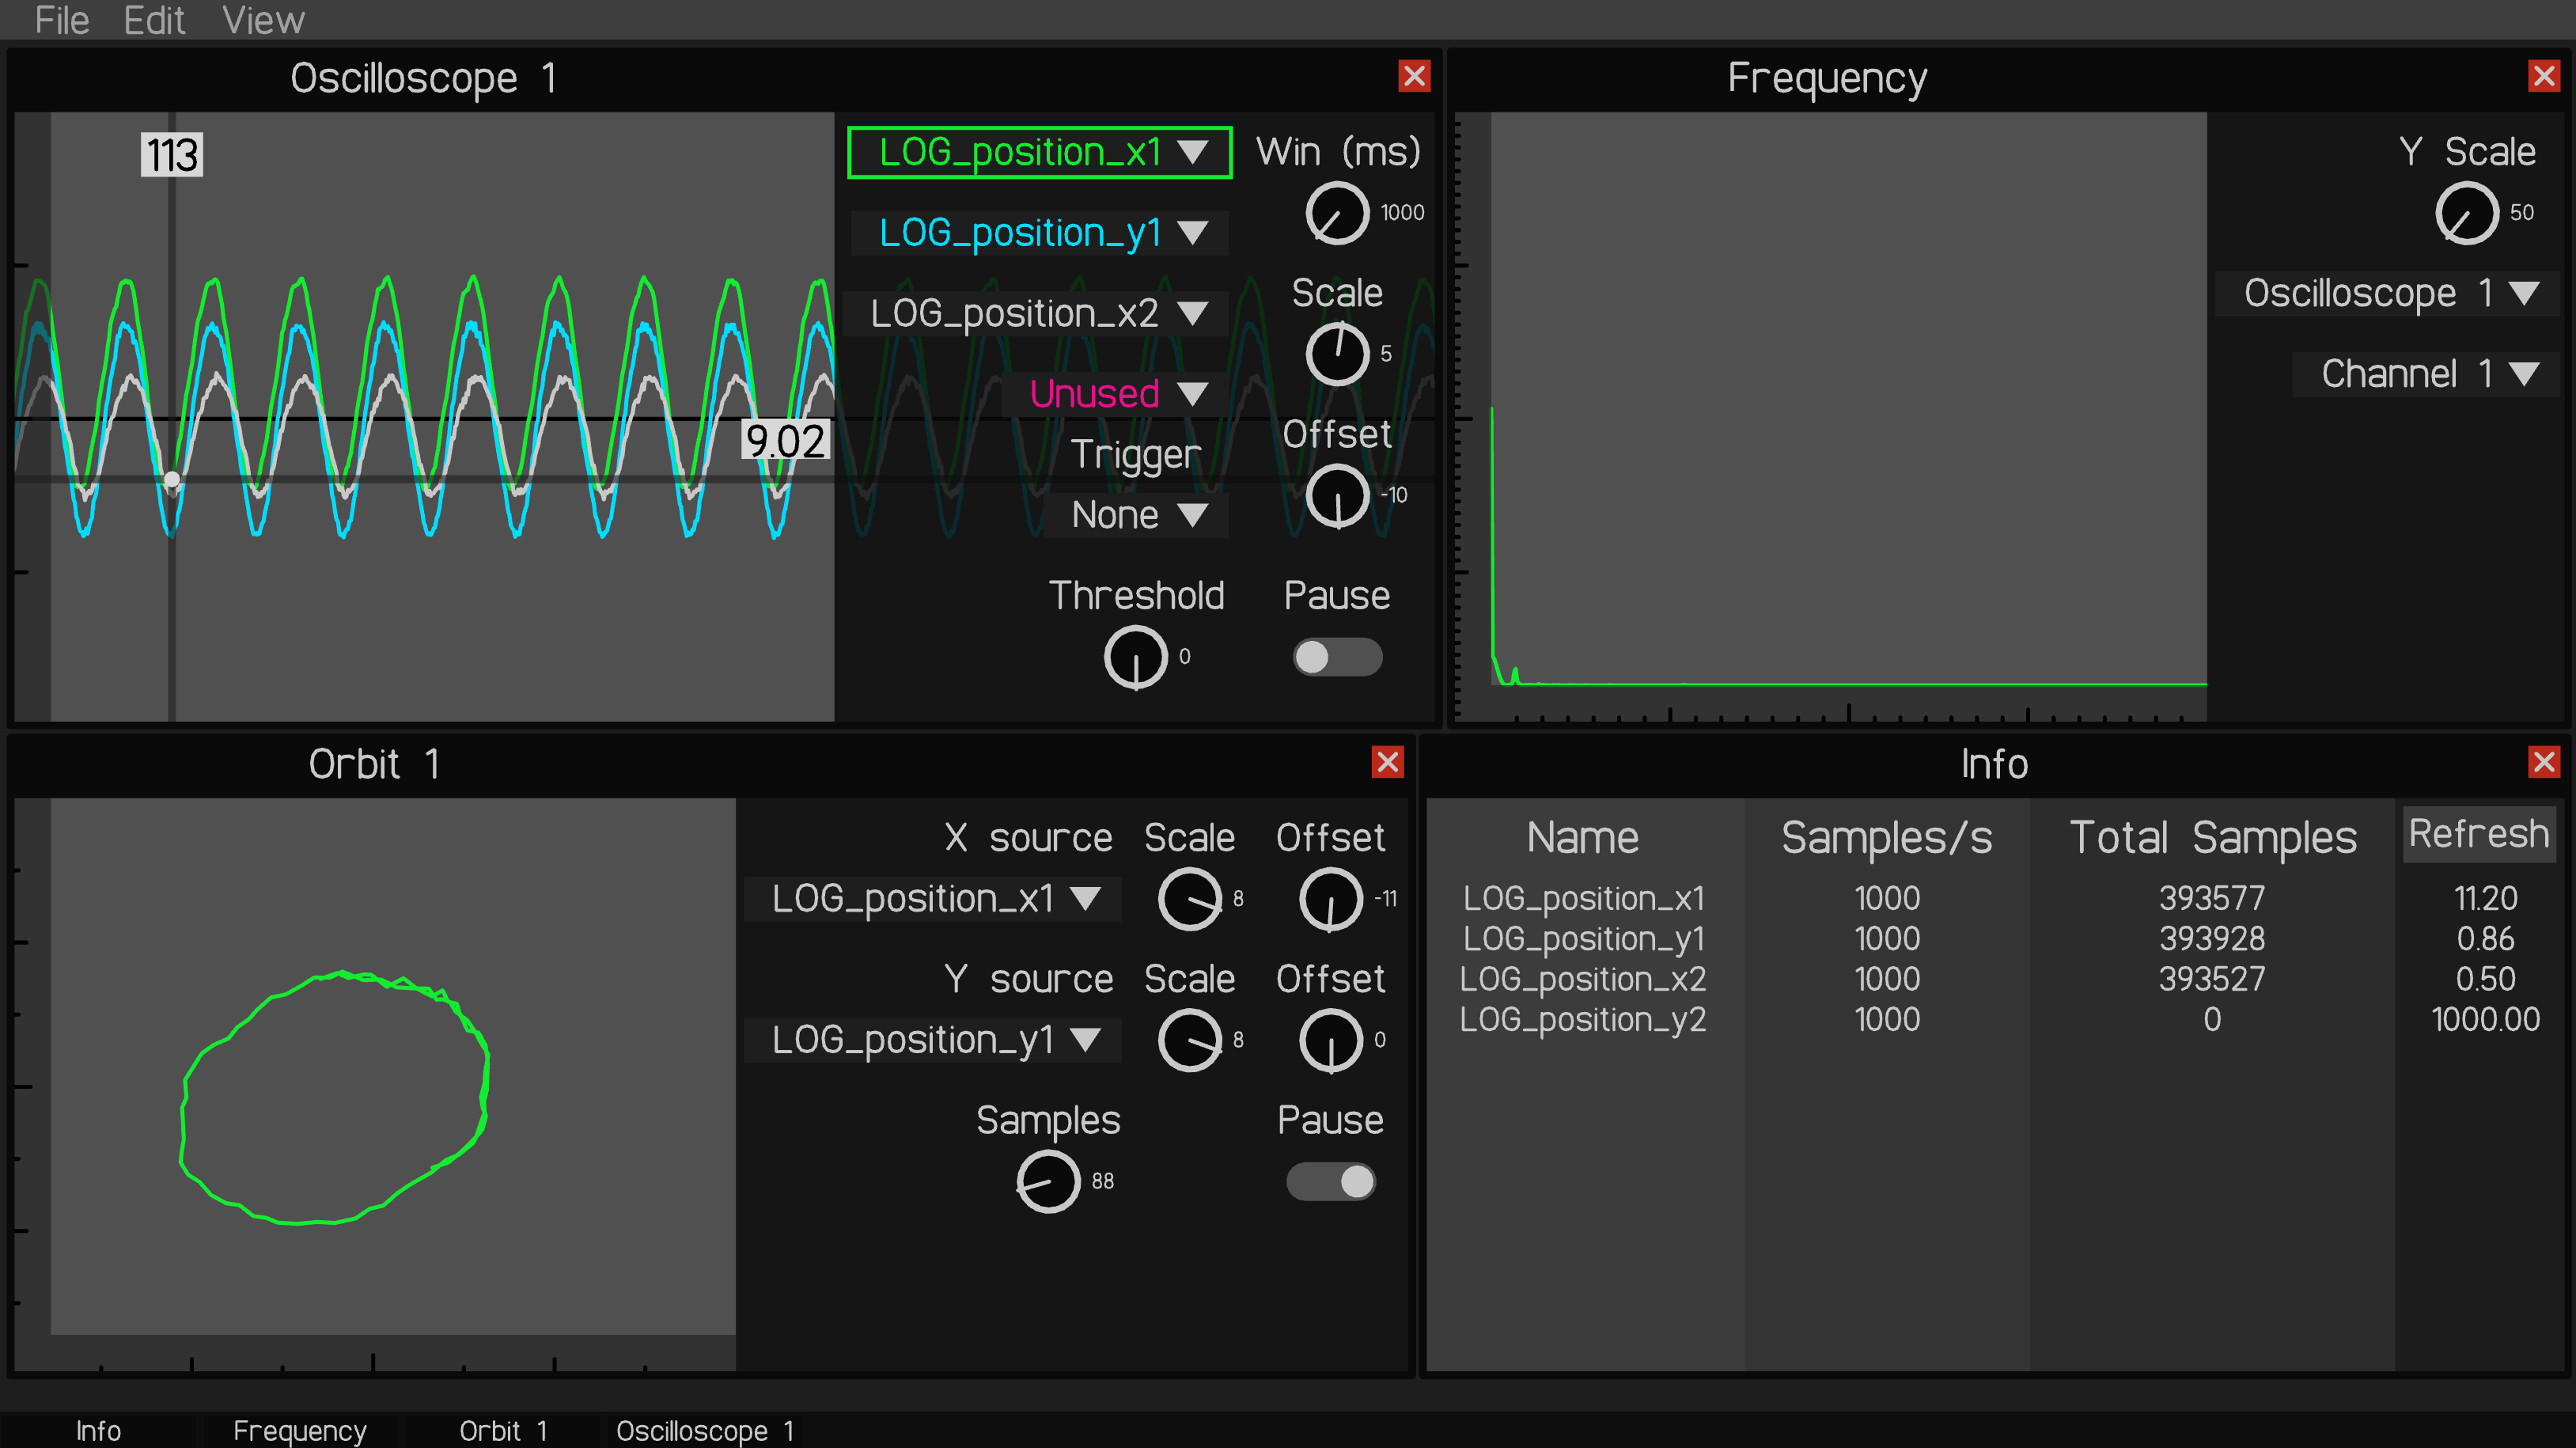 File Edit View
Oscilloscope 1
113
9.02
LOG_position_x1
LOG_position_y1
LOG_position_x2
Unused
Trigger
None
Threshold
0
Win (ms)
1000
Scale
5
Offset
-10
Pause
Frequency
Y Scale
50
Oscilloscope 1
Channel 1
Orbit 1
X source Scale Offset
LOG_position_x1 8 -11
Y source Scale Offset
LOG_position_y1 8 0
Samples Pause
88
Info
Name Samples/s Total Samples Refresh
LOG_position_x1 1000 393577 11.20
LOG_position_y1 1000 393928 0.86
LOG_position_x2 1000 393527 0.50
LOG_position_y2 1000 0 1000.00
Info Frequency Orbit 1 Oscilloscope 1